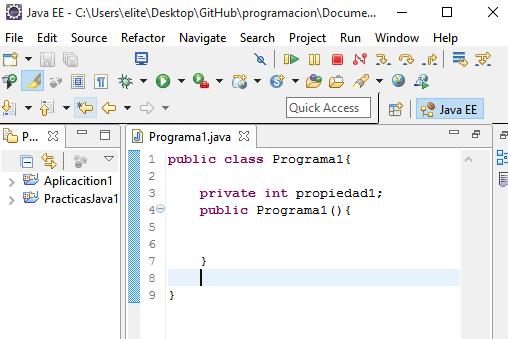 Java EE - C:\Users\elite\Desktop\GitHub\programacion\Docume...
File Edit Source Refactor Navigate Search Project Run Window Help
Quick Access
Java EE
P...
Aplicacition1
PracticasJava1
Programa1.java
1 public class Programa1{
2
3 private int propiedad1;
4 public Programa1(){
5
6
7 }
8
9 }